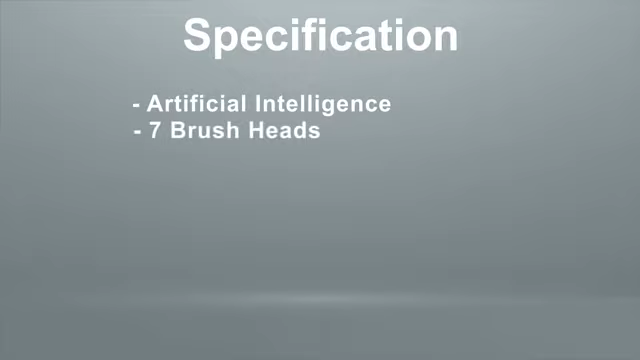 Specification
- Artificial Intelligence
- 7 Brush Heads